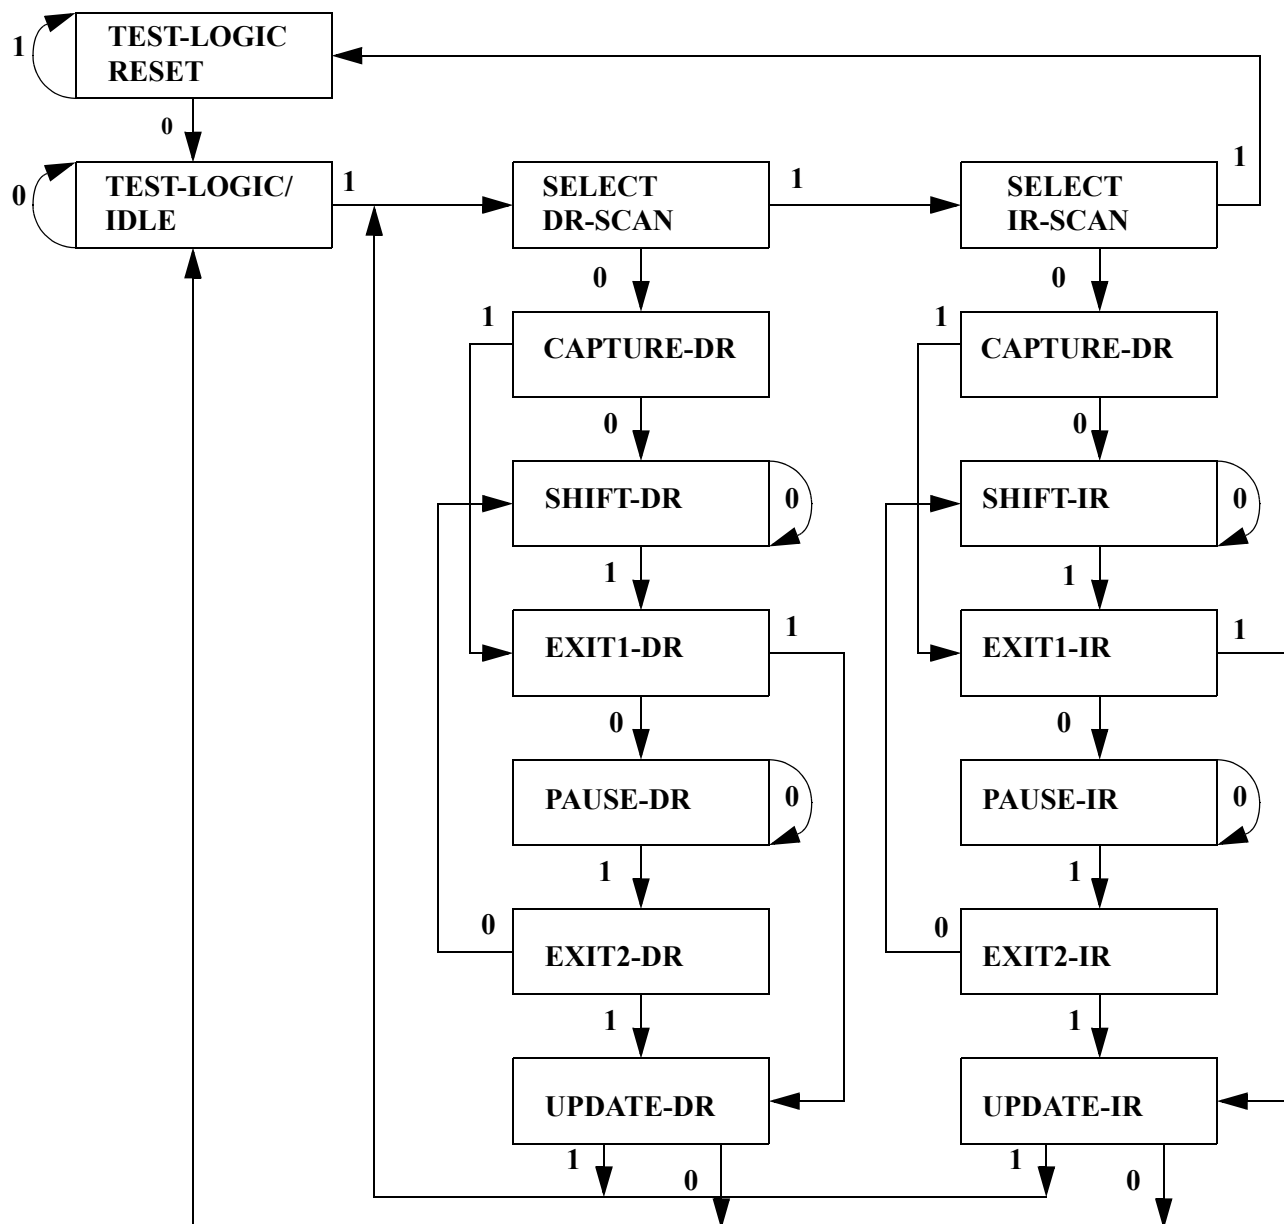 1
TEST-LOGIC
RESET
0
0
TEST-LOGIC/
IDLE
1
SELECT
DR-SCAN
1
SELECT
IR-SCAN
1
0
0
1
CAPTURE-DR
1
CAPTURE-DR
0
0
SHIFT-DR
0
SHIFT-IR
0
1
1
EXIT1-DR
1
EXIT1-IR
1
0
0
PAUSE-DR
0
PAUSE-IR
0
1
1
0
EXIT2-DR
0
EXIT2-IR
1
1
UPDATE-DR
UPDATE-IR
1
0
1
0